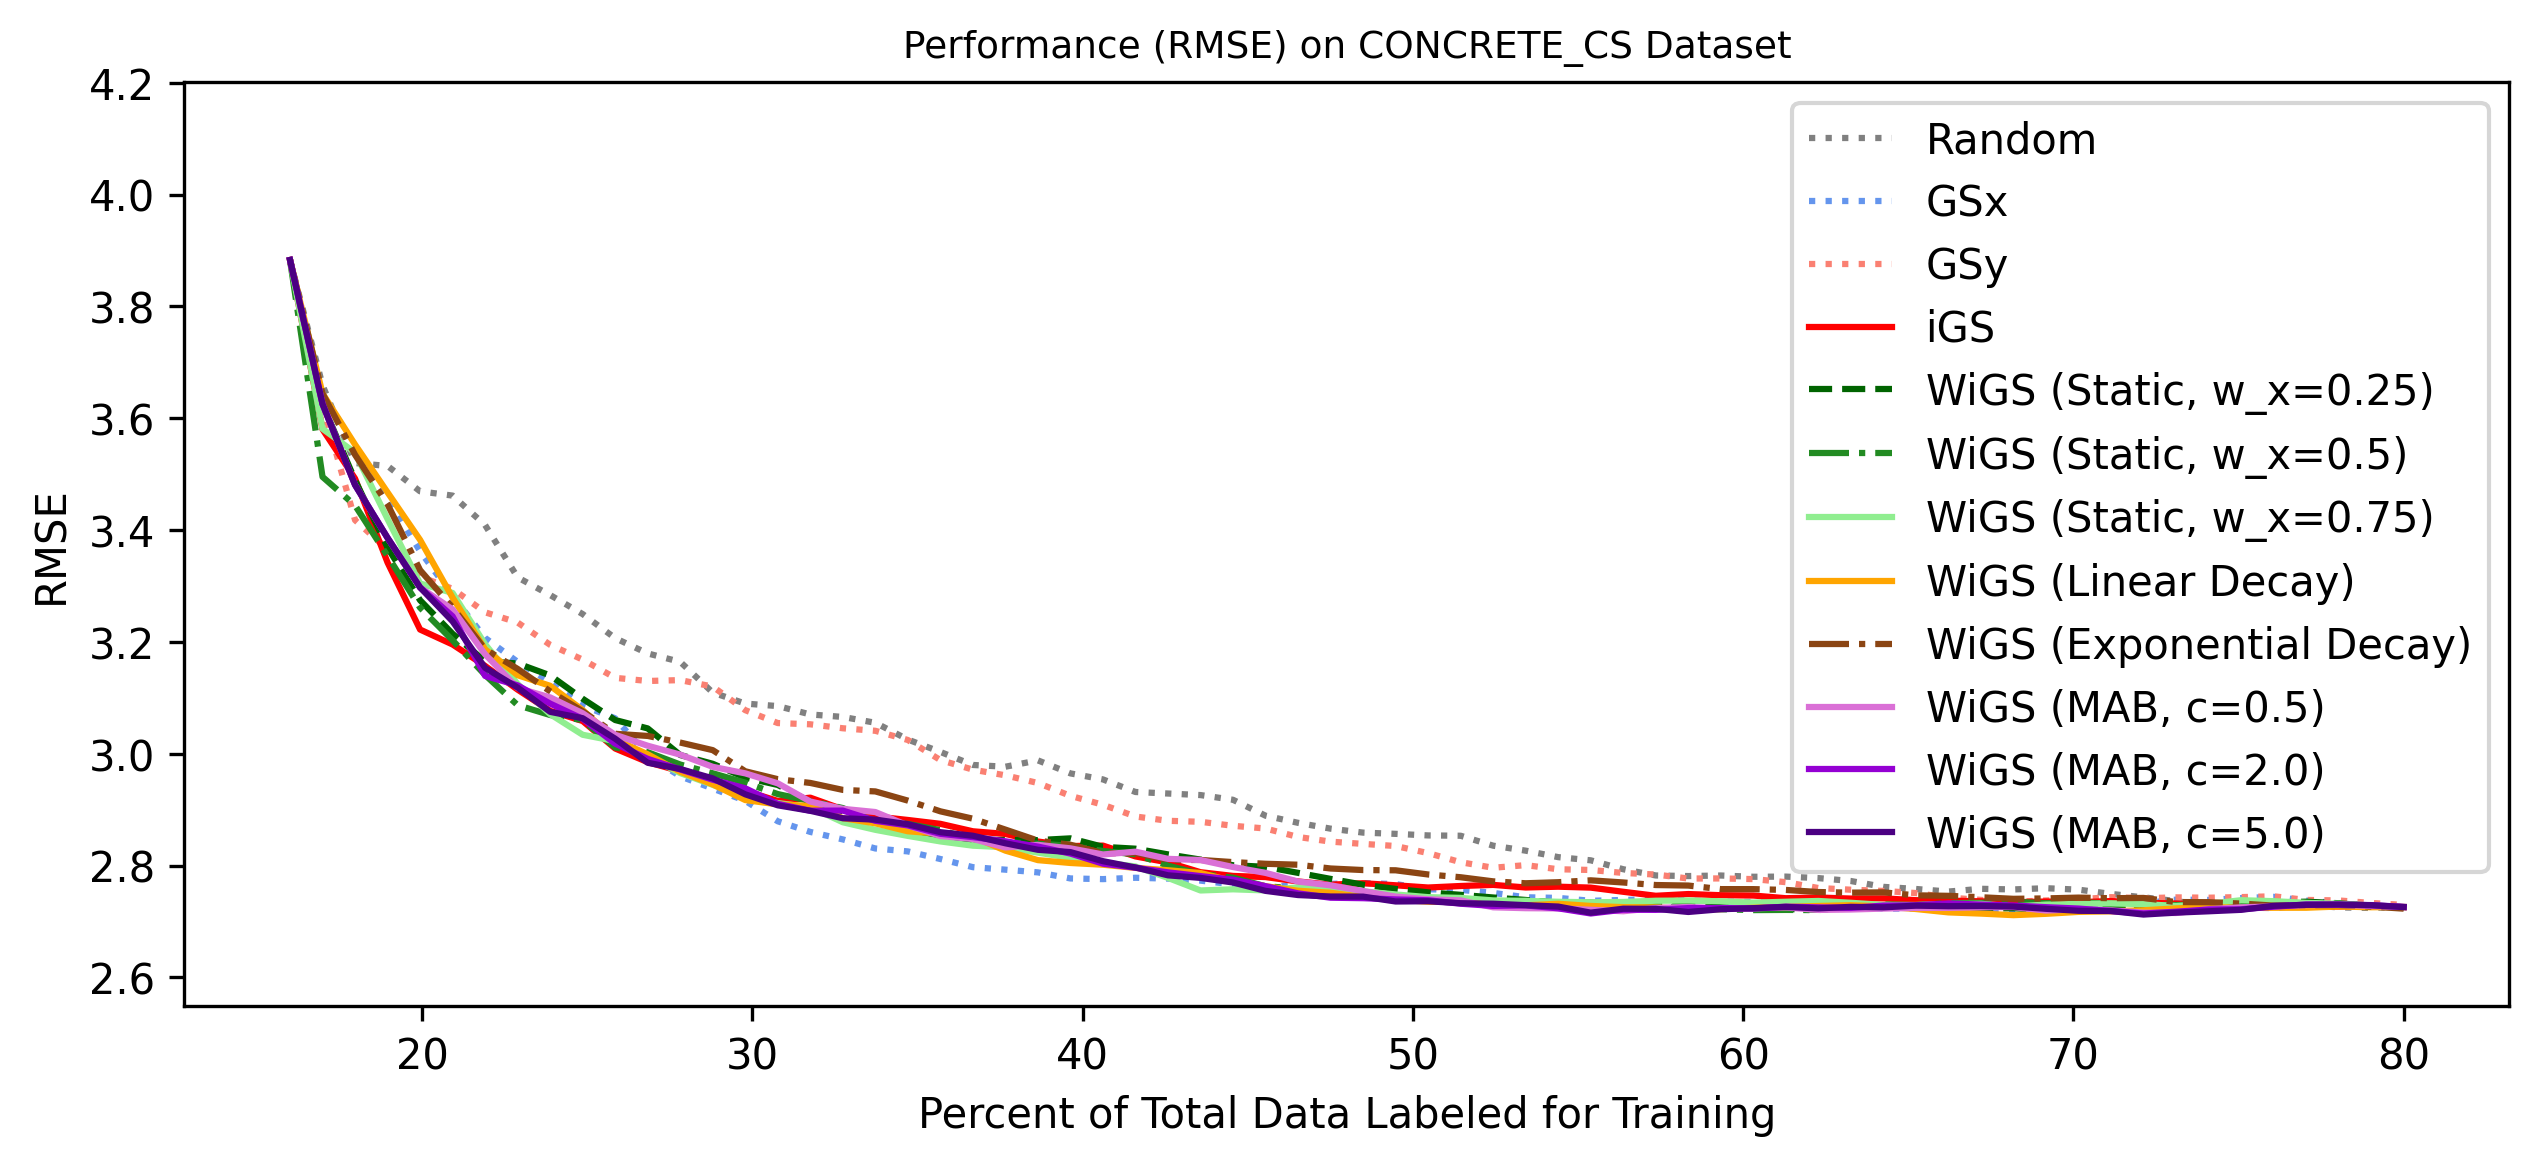 Performance (RMSE) on CONCRETE_CS Dataset
4.2
4.0
3.8
3.6
3.4
3.2
3.0
2.8
2.6
RMSE
Random
GSx
GSy
iGS
WiGS (Static, w_x=0.25)
WiGS (Static, w_x=0.5)
WiGS (Static, w_x=0.75)
WiGS (Linear Decay)
WiGS (Exponential Decay)
WiGS (MAB, c=0.5)
WiGS (MAB, c=2.0)
WiGS (MAB, c=5.0)
20 30 40 50 60 70 80
Percent of Total Data Labeled for Training